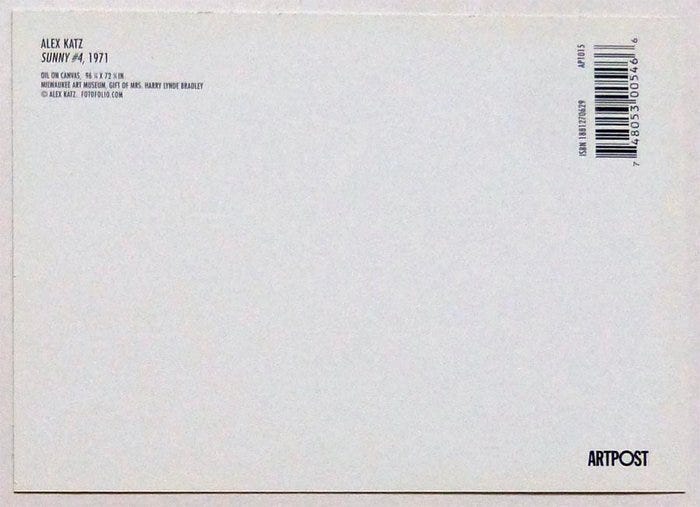 ALEX KATZ
SUNNY #4, 1971
OIL ON CANVAS, 96 ¼ X 72 ¼ IN.
MILWAUKEE ART MUSEUM, GIFT OF MRS. HARRY LYNDE BRADLEY
© ALEX KATZ. FOTOFOLIO.COM
ISBN 1881270629 AP1015
7 48053 00546 6
ARTPOST